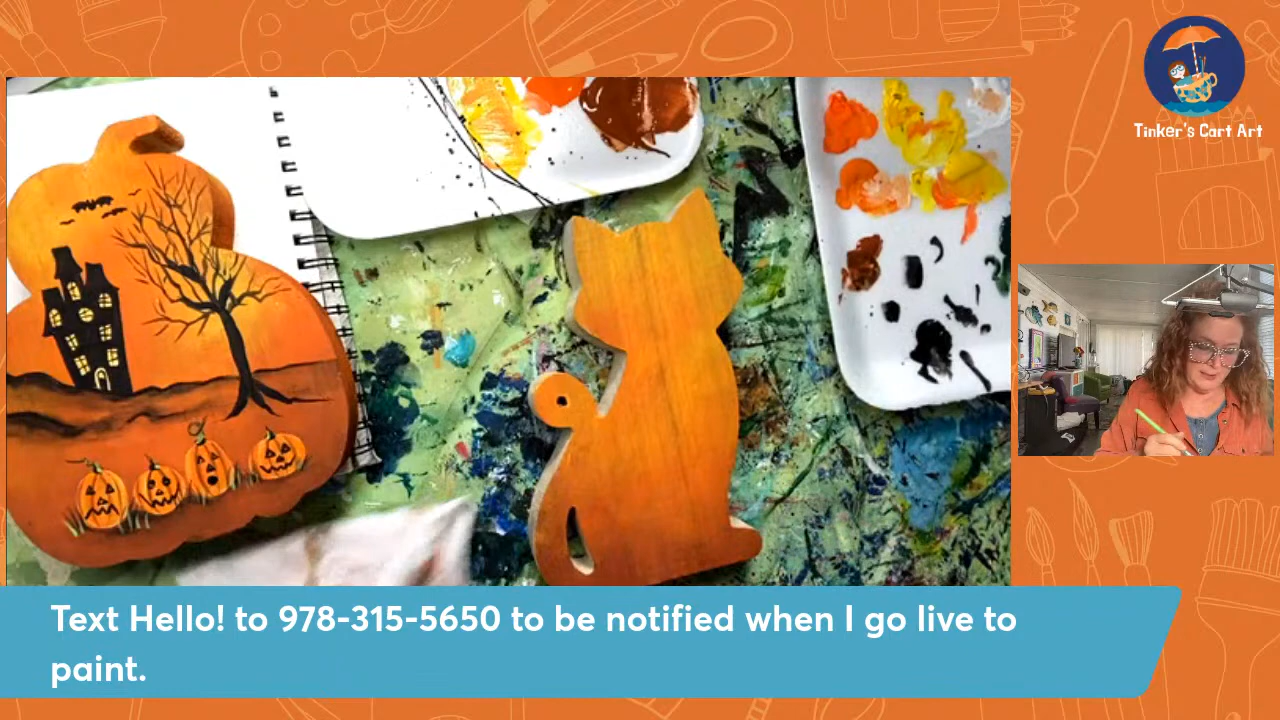 Tinker's Cart Art
Text Hello! to 978-315-5650 to be notified when I go live to
paint.